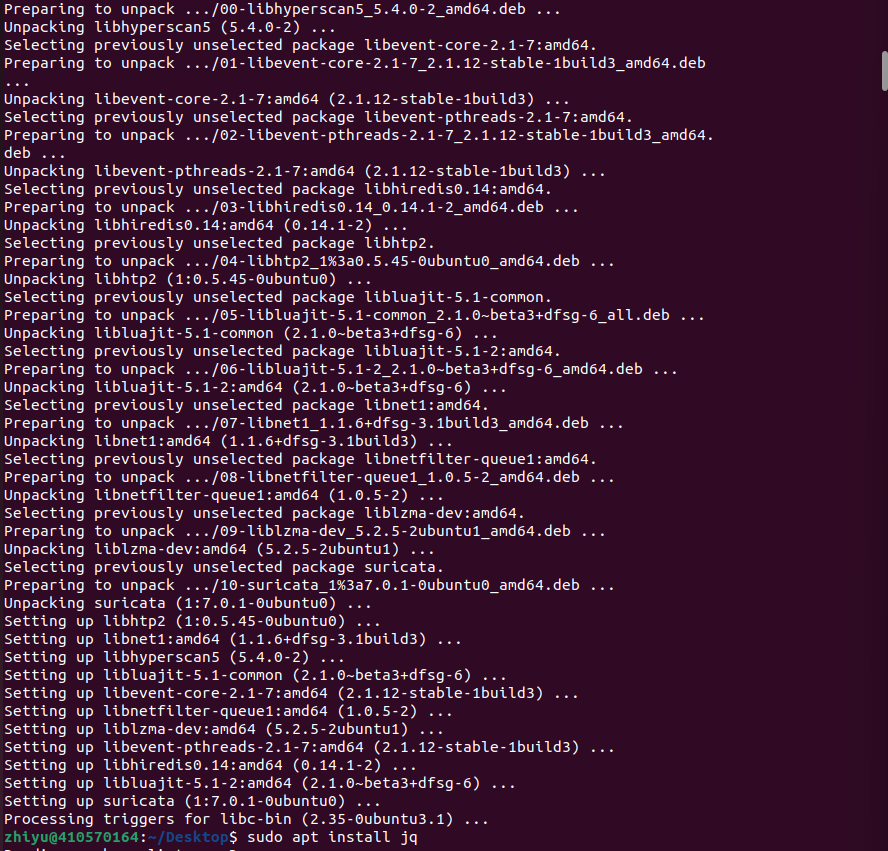 Preparing to unpack .../00-libhyperscan5_5.4.0-2_amd64.deb ...
Unpacking libhyperscan5 (5.4.0-2) ...
Selecting previously unselected package libevent-core-2.1-7:amd64.
Preparing to unpack .../01-libevent-core-2.1-7_2.1.12-stable-1build3_amd64.deb
...
Unpacking libevent-core-2.1-7:amd64 (2.1.12-stable-1build3) ...
Selecting previously unselected package libevent-pthreads-2.1-7:amd64.
Preparing to unpack .../02-libevent-pthreads-2.1-7_2.1.12-stable-1build3_amd64.
deb ...
Unpacking libevent-pthreads-2.1-7:amd64 (2.1.12-stable-1build3) ...
Selecting previously unselected package libhiredis0.14:amd64.
Preparing to unpack .../03-libhiredis0.14_0.14.1-2_amd64.deb ...
Unpacking libhiredis0.14:amd64 (0.14.1-2) ...
Selecting previously unselected package libhtp2.
Preparing to unpack .../04-libhtp2_1%3a0.5.45-0ubuntu0_amd64.deb ...
Unpacking libhtp2 (1:0.5.45-0ubuntu0) ...
Selecting previously unselected package libluajit-5.1-common.
Preparing to unpack .../05-libluajit-5.1-common_2.1.0~beta3+dfsg-6_all.deb ...
Unpacking libluajit-5.1-common (2.1.0~beta3+dfsg-6) ...
Selecting previously unselected package libluajit-5.1-2:amd64.
Preparing to unpack .../06-libluajit-5.1-2_2.1.0~beta3+dfsg-6_amd64.deb ...
Unpacking libluajit-5.1-2:amd64 (2.1.0~beta3+dfsg-6) ...
Selecting previously unselected package libnet1:amd64.
Preparing to unpack .../07-libnet1_1.1.6+dfsg-3.1build3_amd64.deb ...
Unpacking libnet1:amd64 (1.1.6+dfsg-3.1build3) ...
Selecting previously unselected package libnetfilter-queue1:amd64.
Preparing to unpack .../08-libnetfilter-queue1_1.0.5-2_amd64.deb ...
Unpacking libnetfilter-queue1:amd64 (1.0.5-2) ...
Selecting previously unselected package liblzma-dev:amd64.
Preparing to unpack .../09-liblzma-dev_5.2.5-2ubuntu1_amd64.deb ...
Unpacking liblzma-dev:amd64 (5.2.5-2ubuntu1) ...
Selecting previously unselected package suricata.
Preparing to unpack .../10-suricata_1%3a7.0.1-0ubuntu0_amd64.deb ...
Unpacking suricata (1:7.0.1-0ubuntu0) ...
Setting up libhtp2 (1:0.5.45-0ubuntu0) ...
Setting up libnet1:amd64 (1.1.6+dfsg-3.1build3) ...
Setting up libhyperscan5 (5.4.0-2) ...
Setting up libluajit-5.1-common (2.1.0~beta3+dfsg-6) ...
Setting up libevent-core-2.1-7:amd64 (2.1.12-stable-1build3) ...
Setting up libnetfilter-queue1:amd64 (1.0.5-2) ...
Setting up liblzma-dev:amd64 (5.2.5-2ubuntu1) ...
Setting up libevent-pthreads-2.1-7:amd64 (2.1.12-stable-1build3) ...
Setting up libhiredis0.14:amd64 (0.14.1-2) ...
Setting up libluajit-5.1-2:amd64 (2.1.0~beta3+dfsg-6) ...
Setting up suricata (1:7.0.1-0ubuntu0) ...
Processing triggers for libc-bin (2.35-0ubuntu3.1) ...
zhiyu@410570164:~/Desktop$ sudo apt install jq